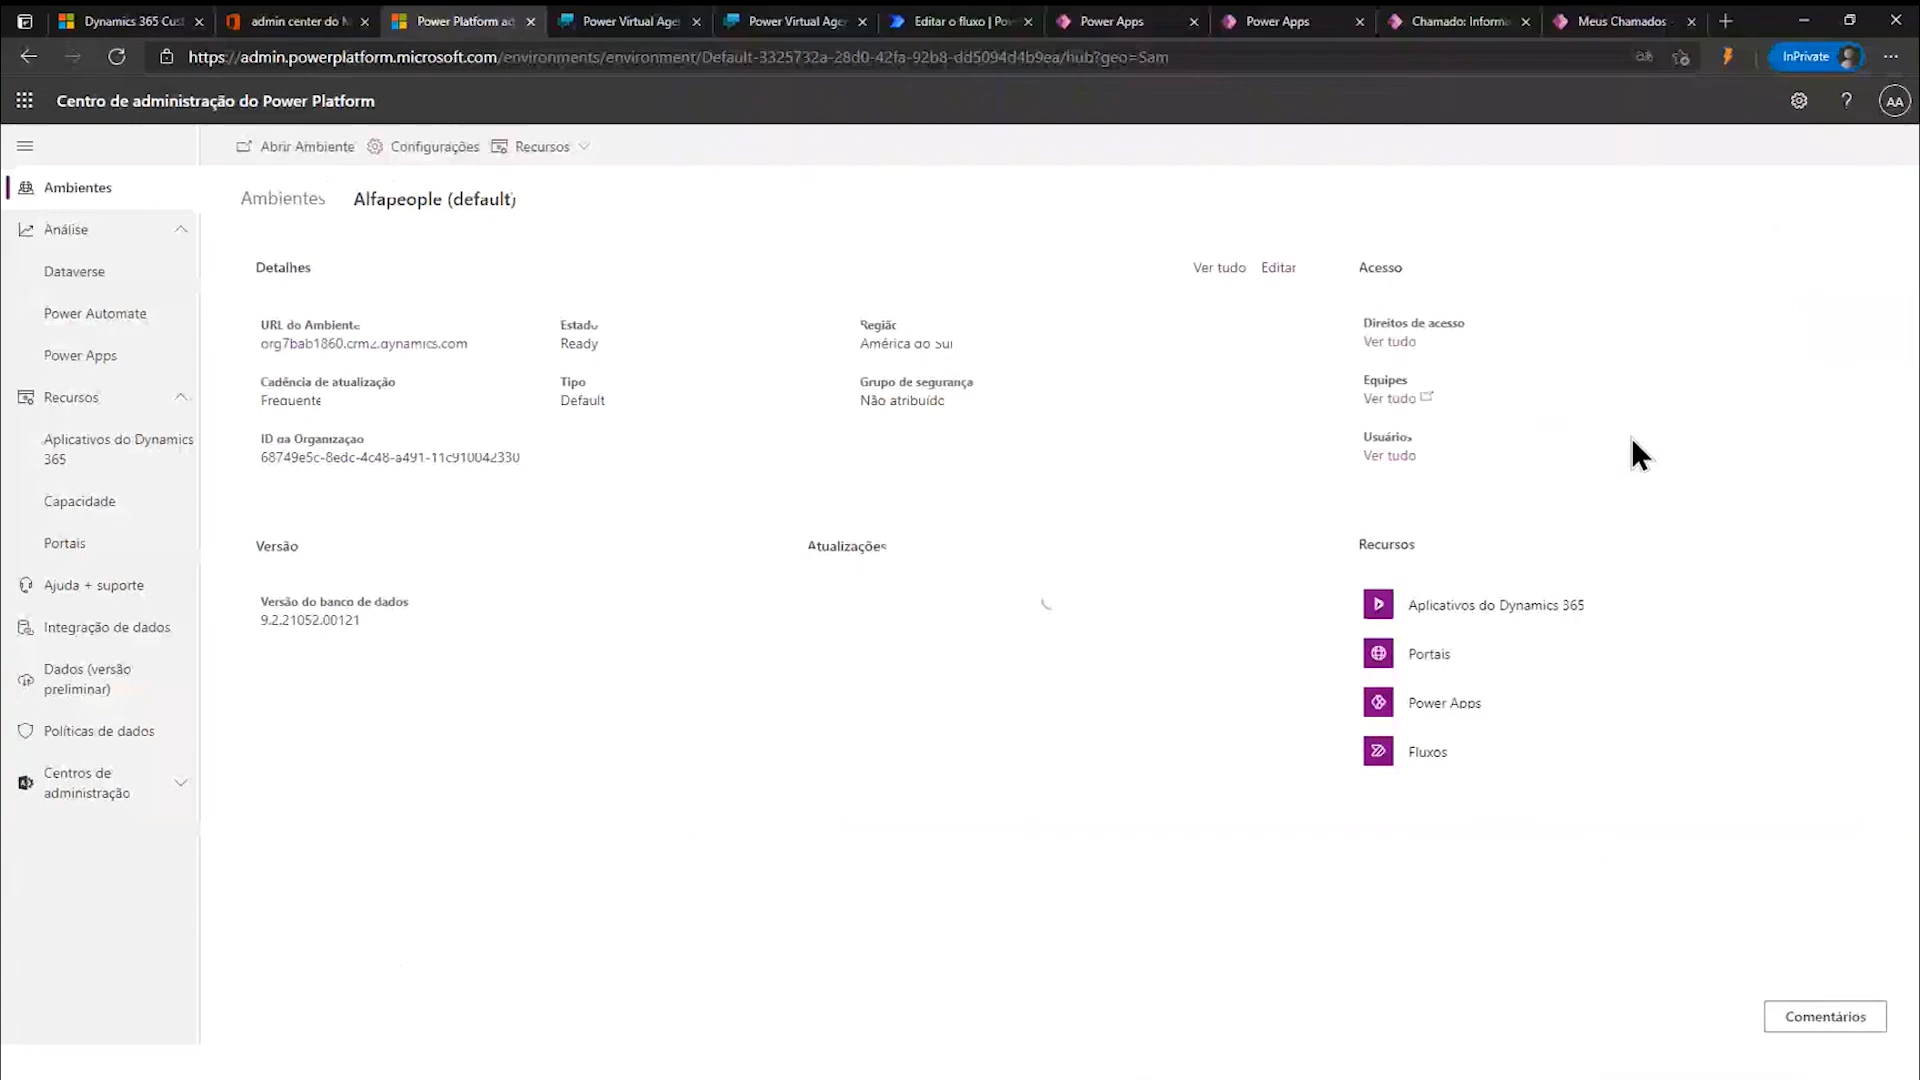 Dynamics 365 Cust
admin center do M
Power Platform ad
Power Virtual Agen
Power Virtual Agen
Editar o fluxo | Pow
Power Apps
Power Apps
Chamado: Informa
Meus Chamados
https://admin.powerplatform.microsoft.com/environments/environment/Default-3325732a-28d0-42fa-92b8-dd5094d4b9ea/hub?geo=Sam
InPrivate
Centro de administração do Power Platform
?
AA
Abrir Ambiente
Configurações
Recursos
Ambientes
Análise
Dataverse
Power Automate
Power Apps
Recursos
Aplicativos do Dynamics
365
Capacidade
Portais
Ajuda + suporte
Integração de dados
Dados (versão
preliminar)
Políticas de dados
Centros de
administração
Ambientes
Alfapeople (default)
Detalhes
Ver tudo
Editar
URL do Ambiente
org7bab1860.crm2.dynamics.com
Estado
Ready
Região
América do Sul
Cadência de atualização
Frequente
Tipo
Default
Grupo de segurança
Não atribuído
ID da Organização
68749e5c-8edc-4c48-a491-11c910042330
Versão
Versão do banco de dados
9.2.21052.00121
Atualizações
Acesso
Direitos de acesso
Ver tudo
Equipes
Ver tudo
Usuários
Ver tudo
Recursos
Aplicativos do Dynamics 365
Portais
Power Apps
Fluxos
Comentários